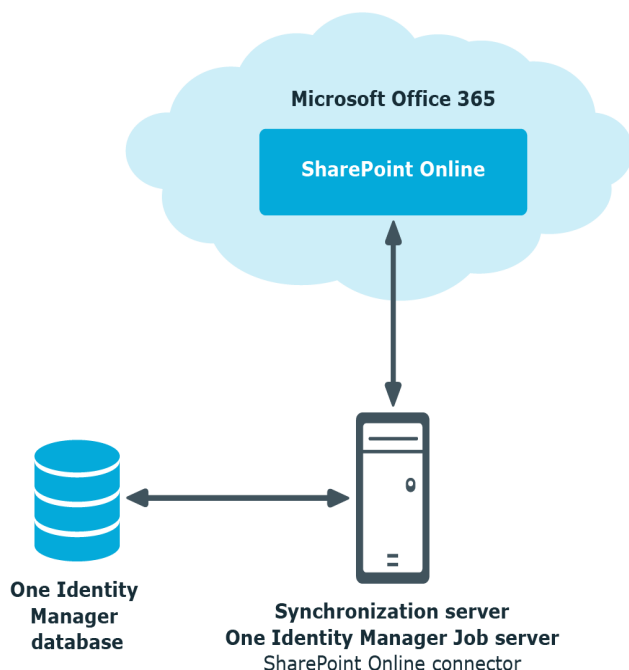 Microsoft Office 365
SharePoint Online
One Identity
Manager
database
Synchronization server
One Identity Manager Job server
SharePoint Online connector